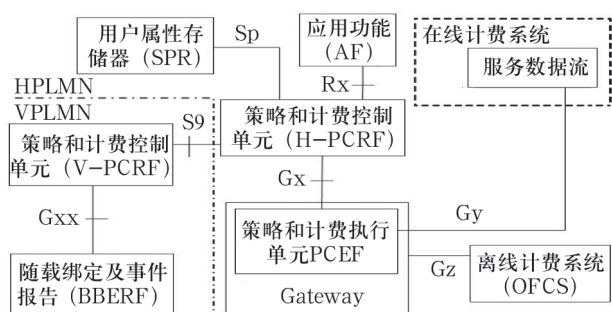 用户属性存
储器（SPR）
Sp
应用功能
（AF）
在线计费系统
服务数据流
Rx
HPLMN
VPLMN
策略和计费控制
单元（V-PCRF）
S9
策略和计费控制
单元（H-PCRF）
Gx
Gxx
策略和计费执行
单元PCEF
Gy
随载绑定及事件
报告（BBERF）
Gateway
Gz
离线计费系统
(OFCS)